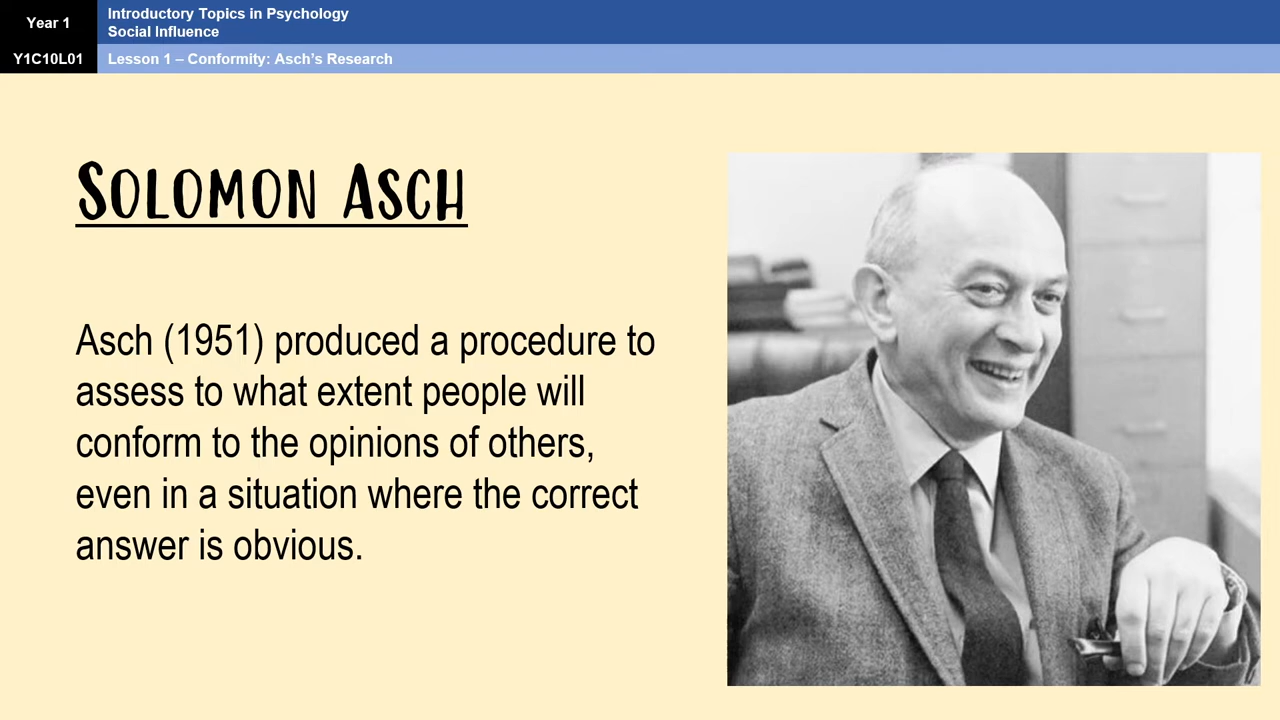 Year 1
Introductory Topics in Psychology
Social Influence
Y1C10L01
Lesson 1 – Conformity: Asch's Research
SOLOMON ASCH
Asch (1951) produced a procedure to
assess to what extent people will
conform to the opinions of others,
even in a situation where the correct
answer is obvious.